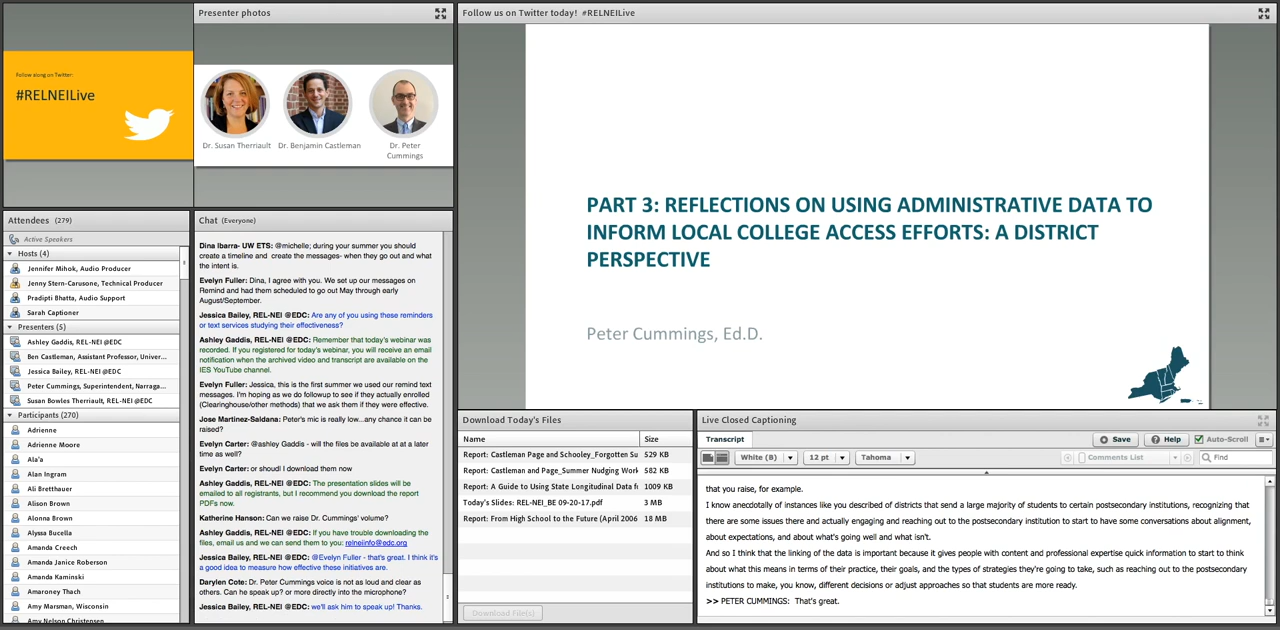 Follow along on Twitter:
#RELNEILive
Presenter photos
Dr. Susan Therriault
Dr. Benjamin Castleman
Dr. Peter
Cummings
Follow us on Twitter today! #RELNEILive
PART 3: REFLECTIONS ON USING ADMINISTRATIVE DATA TO
INFORM LOCAL COLLEGE ACCESS EFFORTS: A DISTRICT
PERSPECTIVE
Peter Cummings, Ed.D.
Attendees (279)
Active Speakers
Hosts (4)
Jennifer Mihok, Audio Producer
Jenny Stern-Carusone, Technical Producer
Pradipti Bhatta, Audio Support
Sarah Captioner
Presenters (5)
Ashley Gaddis, REL-NEI @EDC
Ben Castleman, Assistant Professor, Univer...
Jessica Bailey, REL-NEI @EDC
Peter Cummings, Superintendent, Narraga...
Susan Bowles Therriault, REL-NEI @EDC
Participants (270)
Adrienne
Adrienne Moore
Ala'a
Alan Ingram
Ali Bretthauer
Alison Brown
Alonna Brown
Alyssa Bucella
Amanda Creech
Amanda Janice Roberson
Amanda Kaminski
Amaroney Thach
Amy Marsman, Wisconsin
Amy Nelson Christensen
Chat (Everyone)
Dina Ibarra- UW ETS: @michelle; during your summer you should
create a timeline and create the messages- when they go out and what
the intent is.
Evelyn Fuller: Dina, I agree with you. We set up our messages on
Remind and had them scheduled to go out May through early
August/September.
Jessica Bailey, REL-NEI @EDC: Are any of you using these reminders
or text services studying their effectiveness?
Ashley Gaddis, REL-NEI @EDC: Remember that today's webinar was
recorded. If you registered for today's webinar, you will receive an email
notification when the archived video and transcript are available on the
IES YouTube channel.
Evelyn Fuller: Jessica, this is the first summer we used our remind text
messages. I'm hoping as we do followup to see if they actually enrolled
(Clearinghouse/other methods) that we ask them if they were effective.
Jose Martinez-Saldana: Peter's mic is really low...any chance it can be
raised?
Evelyn Carter: @ashley Gaddis - will the files be available at at a later
time as well?
Evelyn Carter: or shoudl I download them now
Ashley Gaddis, REL-NEI @EDC: The presentation slides will be
emailed to all registrants, but I recommend you download the report
PDFs now.
Katherine Hanson: Can we raise Dr. Cummings' volume?
Ashley Gaddis, REL-NEI @EDC: If you have trouble downloading the
files, email us and we can send them to you: relneiinfo@edc.org
Jessica Bailey, REL-NEI @EDC: @Evelyn Fuller - that's great. I think it's
a good idea to measure how effective these initiatives are.
Darylen Cote: Dr. Peter Cummings voice is not as loud and clear as
others. Can he speak up? or more directly into the microphone?
Jessica Bailey, REL-NEI @EDC: we'll ask him to speak up! Thanks.
Download Today's Files
Name Size
Report: Castleman Page and Schooley_Forgotten Su 529 KB
Report: Castleman and Page_Summer Nudging Work 582 KB
Report: A Guide to Using State Longitudinal Data fo 1009 KB
Today's Slides: REL-NEI_BE 09-20-17.pdf 3 MB
Report: From High School to the Future (April 2006 18 MB
Download File(s)
Live Closed Captioning
Transcript
Save
Help
Auto-Scroll
White (B)
12 pt
Tahoma
Comments List
Find
that you raise, for example.
I know anecdotally of instances like you described of districts that send a large majority of students to certain postsecondary institutions, recognizing that
there are some issues there and actually engaging and reaching out to the postsecondary institution to start to have some conversations about alignment,
about expectations, and about what's going well and what isn't.
And so I think that the linking of the data is important because it gives people with content and professional expertise quick information to start to think
about what this means in terms of their practice, their goals, and the types of strategies they're going to take, such as reaching out to the postsecondary
institutions to make, you know, different decisions or adjust approaches so that students are more ready.
>> PETER CUMMINGS: That's great.